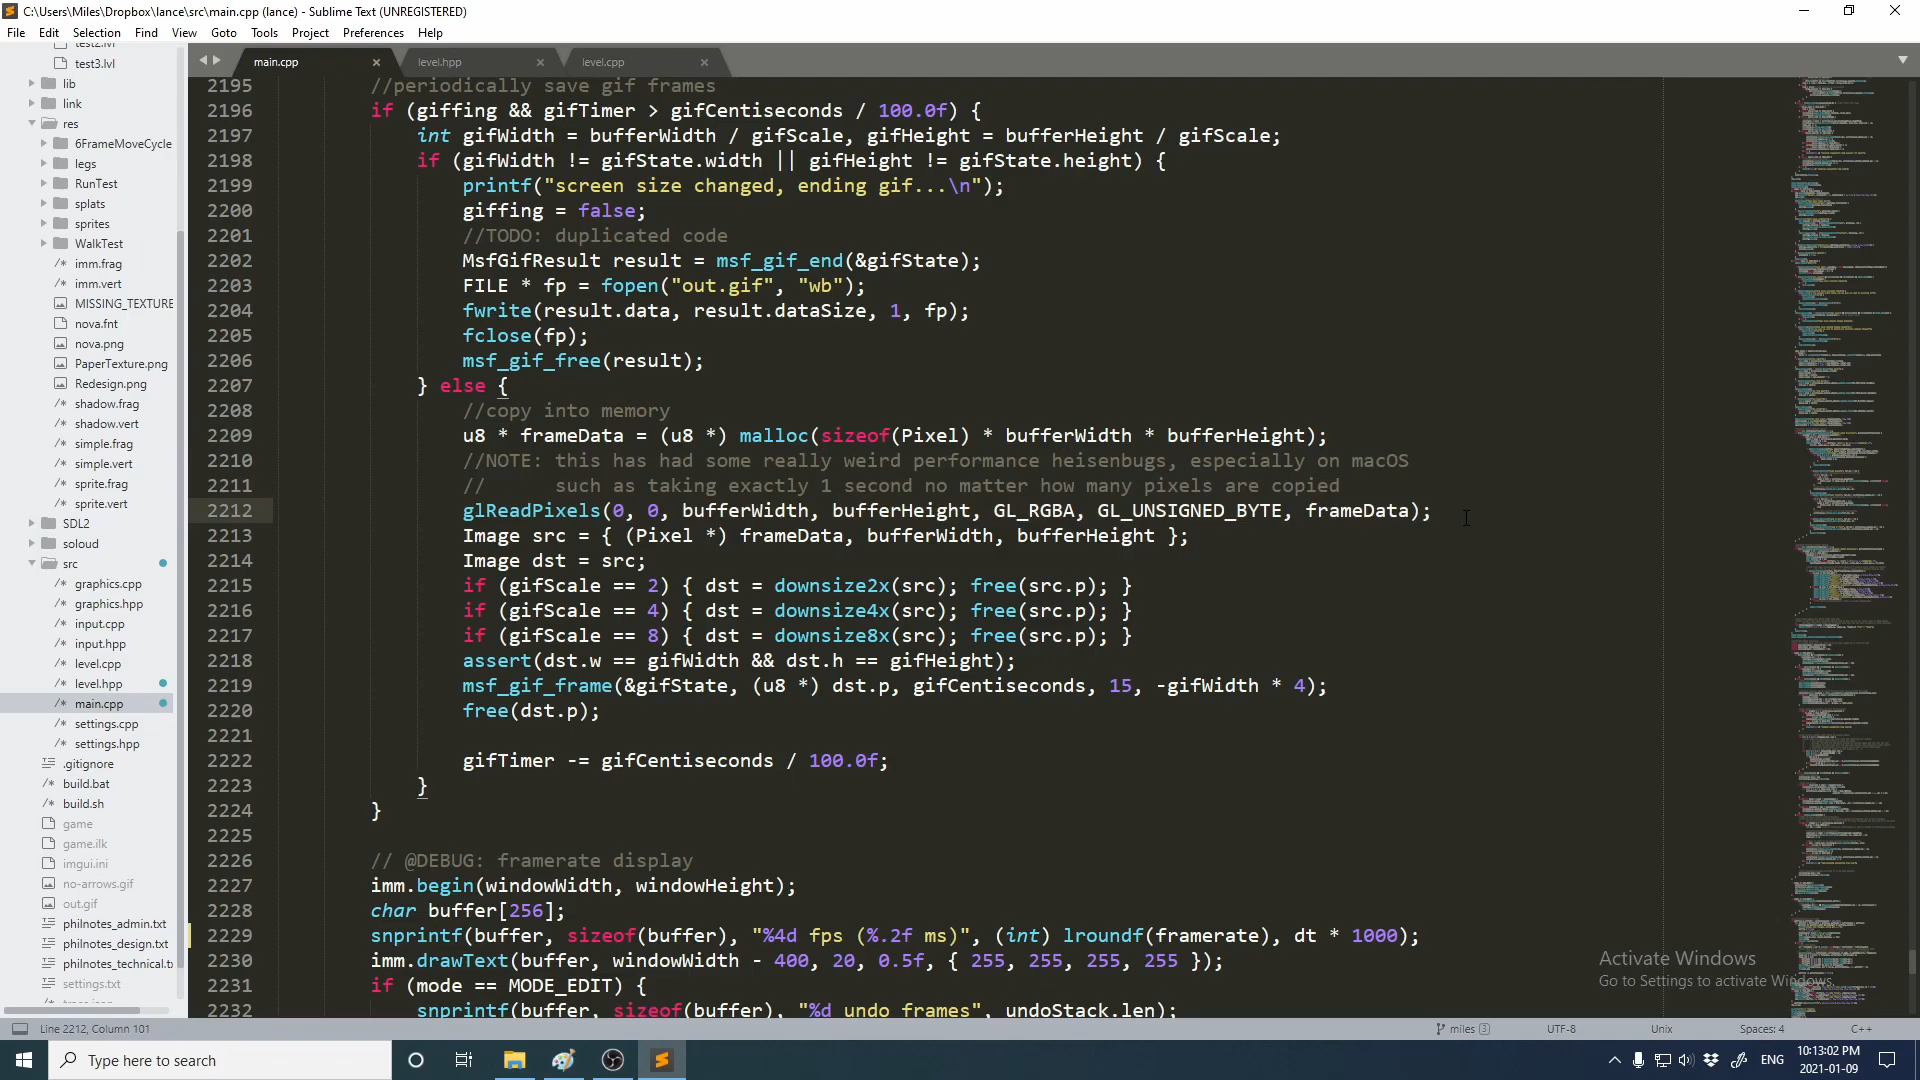 C:\Users\Miles\Dropbox\lance\src\main.cpp (lance) - Sublime Text (UNREGISTERED)
File Edit Selection Find View Goto Tools Project Preferences Help
test2.lvl
test3.lvl
lib
link
res
6FrameMoveCycle
legs
RunTest
splats
sprites
WalkTest
imm.frag
imm.vert
MISSING_TEXTURE
nova.fnt
nova.png
PaperTexture.png
Redesign.png
shadow.frag
shadow.vert
simple.frag
simple.vert
sprite.frag
sprite.vert
SDL2
soloud
src
graphics.cpp
graphics.hpp
input.cpp
input.hpp
level.cpp
level.hpp
main.cpp
settings.cpp
settings.hpp
.gitignore
build.bat
build.sh
game
game.ilk
imgui.ini
no-arrows.gif
out.gif
philnotes_admin.txt
philnotes_design.txt
philnotes_technical.tx
settings.txt
main.cpp level.hpp level.cpp
2195 //periodically save gif frames
2196 if (giffing && gifTimer > gifCentiseconds / 100.0f) {
2197 int gifWidth = bufferWidth / gifScale, gifHeight = bufferHeight / gifScale;
2198 if (gifWidth != gifState.width || gifHeight != gifState.height) {
2199 printf("screen size changed, ending gif...\n");
2200 giffing = false;
2201 //TODO: duplicated code
2202 MsfGifResult result = msf_gif_end(&gifState);
2203 FILE * fp = fopen("out.gif", "wb");
2204 fwrite(result.data, result.dataSize, 1, fp);
2205 fclose(fp);
2206 msf_gif_free(result);
2207 } else {
2208 //copy into memory
2209 u8 * frameData = (u8 *) malloc(sizeof(Pixel) * bufferWidth * bufferHeight);
2210 //NOTE: this has had some really weird performance heisenbugs, especially on macOS
2211 // such as taking exactly 1 second no matter how many pixels are copied
2212 glReadPixels(0, 0, bufferWidth, bufferHeight, GL_RGBA, GL_UNSIGNED_BYTE, frameData);
2213 Image src = { (Pixel *) frameData, bufferWidth, bufferHeight };
2214 Image dst = src;
2215 if (gifScale == 2) { dst = downsize2x(src); free(src.p); }
2216 if (gifScale == 4) { dst = downsize4x(src); free(src.p); }
2217 if (gifScale == 8) { dst = downsize8x(src); free(src.p); }
2218 assert(dst.w == gifWidth && dst.h == gifHeight);
2219 msf_gif_frame(&gifState, (u8 *) dst.p, gifCentiseconds, 15, -gifWidth * 4);
2220 free(dst.p);
2221
2222 gifTimer -= gifCentiseconds / 100.0f;
2223 }
2224 }
2225
2226 // @DEBUG: framerate display
2227 imm.begin(windowWidth, windowHeight);
2228 char buffer[256];
2229 snprintf(buffer, sizeof(buffer), "%4d fps (%.2f ms)", (int) lroundf(framerate), dt * 1000);
2230 imm.drawText(buffer, windowWidth - 400, 20, 0.5f, { 255, 255, 255, 255 });
2231 if (mode == MODE_EDIT) {
2232 snprintf(buffer, sizeof(buffer), "%d undo frames", undoStack.len);
Activate Windows
Go to Settings to activate Windows.
Line 2212, Column 101 miles 3 UTF-8 Unix Spaces: 4 C++
Type here to search
ENG
10:13:02 PM
2021-01-09